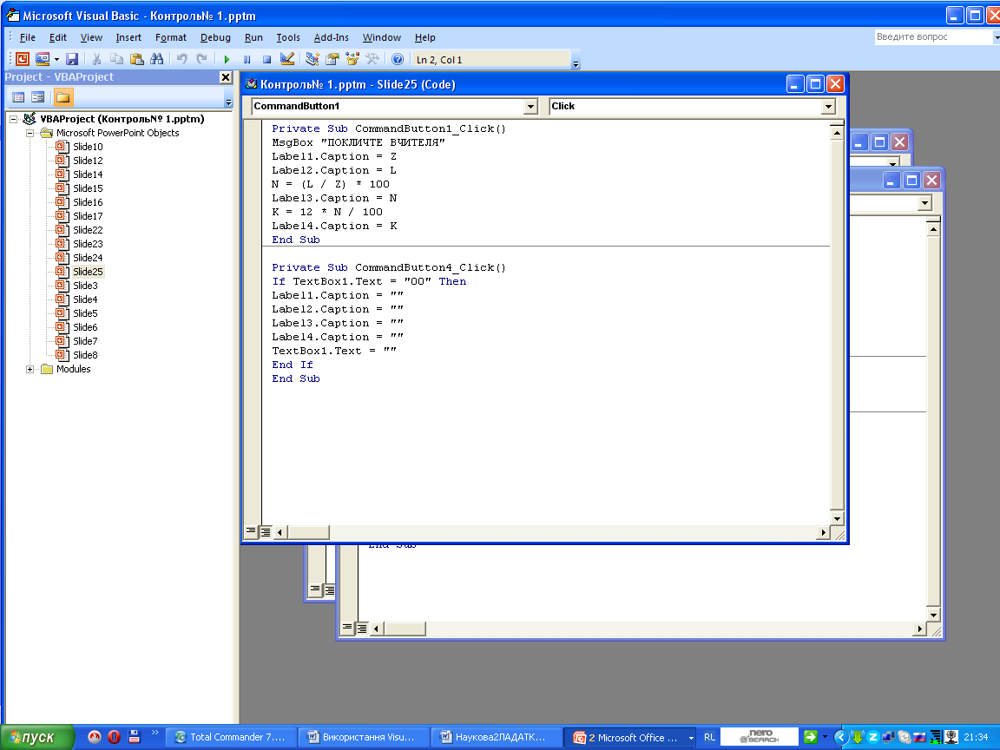 Microsoft Visual Basic - Контроль№ 1.pptm
File Edit View Insert Format Debug Run Tools Add-Ins Window Help
Введите вопрос
Ln 2, Col 1
Project - VBAProject
VBAProject (Контроль№ 1.pptm)
Microsoft PowerPoint Objects
Slide10
Slide12
Slide14
Slide15
Slide16
Slide17
Slide22
Slide23
Slide24
Slide25
Slide3
Slide4
Slide5
Slide6
Slide7
Slide8
Modules
Контроль№ 1.pptm - Slide25 (Code)
CommandButton1 Click
Private Sub CommandButton1_Click()
MsgBox "ПОКЛИЧТЕ ВЧИТЕЛЯ"
Label1.Caption = Z
Label2.Caption = L
N = (L / Z) * 100
Label3.Caption = N
K = 12 * N / 100
Label4.Caption = K
End Sub
Private Sub CommandButton4_Click()
If TextBox1.Text = "00" Then
Label1.Caption = ""
Label2.Caption = ""
Label3.Caption = ""
Label4.Caption = ""
TextBox1.Text = ""
End If
End Sub
End Sub
пуск
Total Commander 7....
Використання Visu...
Наукова2ЛАДАТК...
2 Microsoft Office ...
RL
nero
SEARCH
21:34